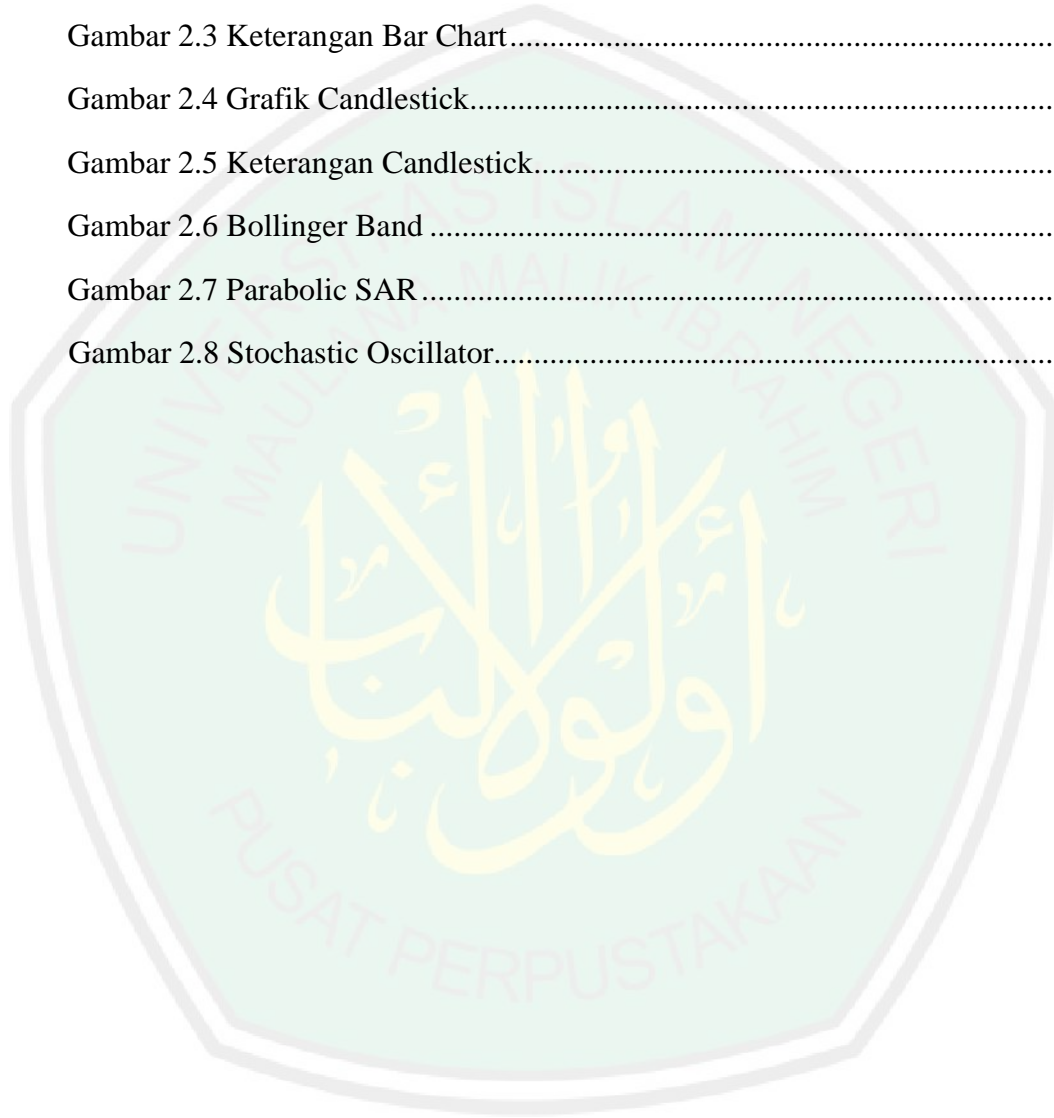 Gambar 2.3 Keterangan Bar Chart..........................................................................
Gambar 2.4 Grafik Candlestick..............................................................................
Gambar 2.5 Keterangan Candlestick......................................................................
Gambar 2.6 Bollinger Band ...................................................................................
Gambar 2.7 Parabolic SAR ....................................................................................
Gambar 2.8 Stochastic Oscillator...........................................................................
UNIVERSITAS ISLAM NEGERI
MAULANA MALIK IBRAHIM
أولوا الألباب
PUSAT PERPUSTAKAAN